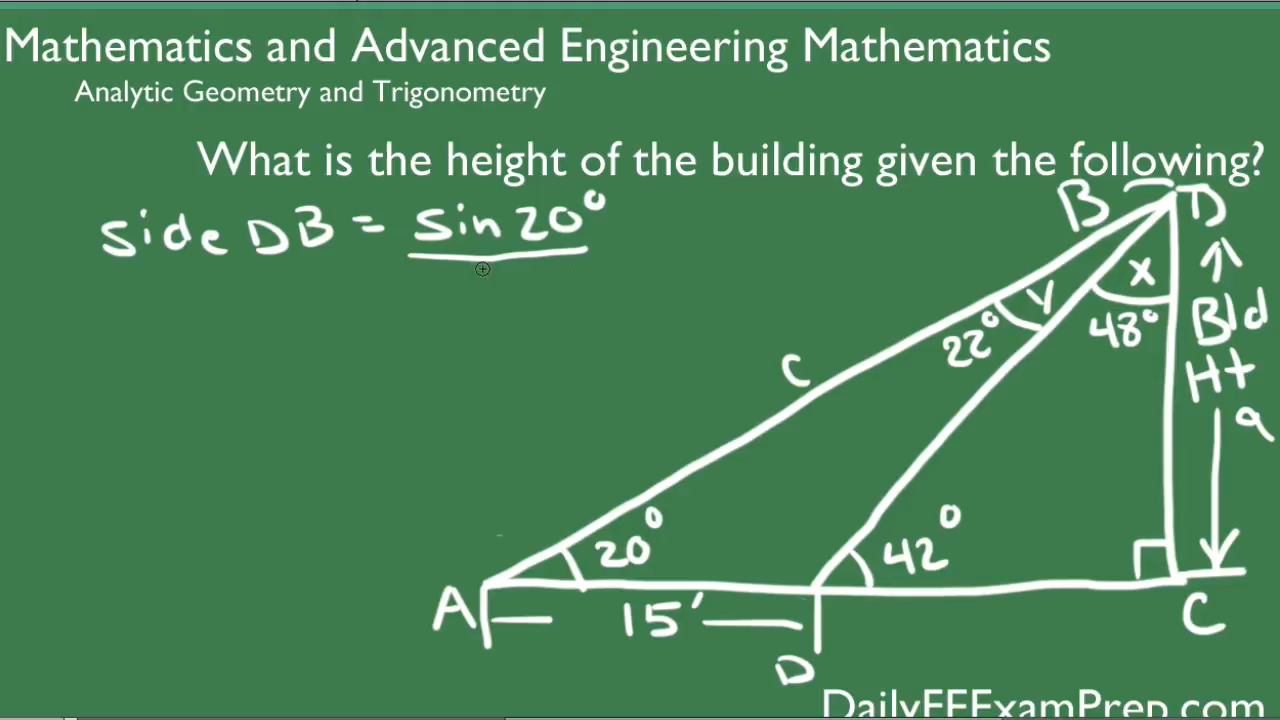 Mathematics and Advanced Engineering Mathematics
Analytic Geometry and Trigonometry
What is the height of the building given the following?
Side DB = Sin 20°
B
D
X
Y
22°
48°
Bld
Ht
a
C
20°
42°
A
15'
D
C
DailyFEExamPrep.com